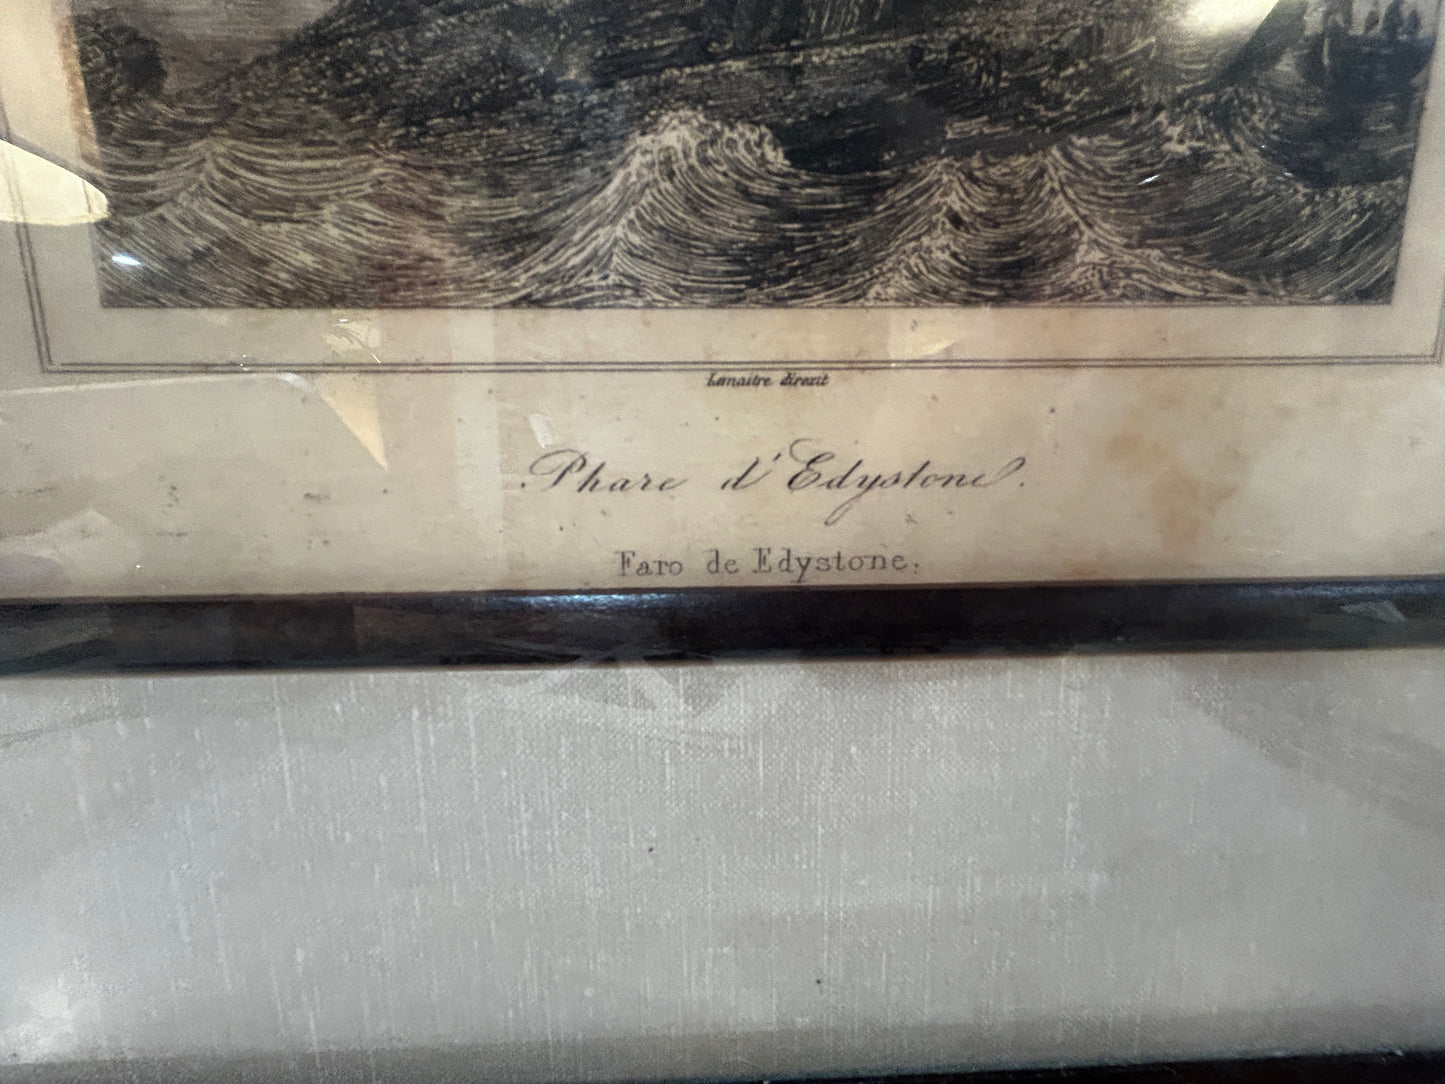 Lemaitre direxit
Phare d'Edystone.
Faro de Edystone.